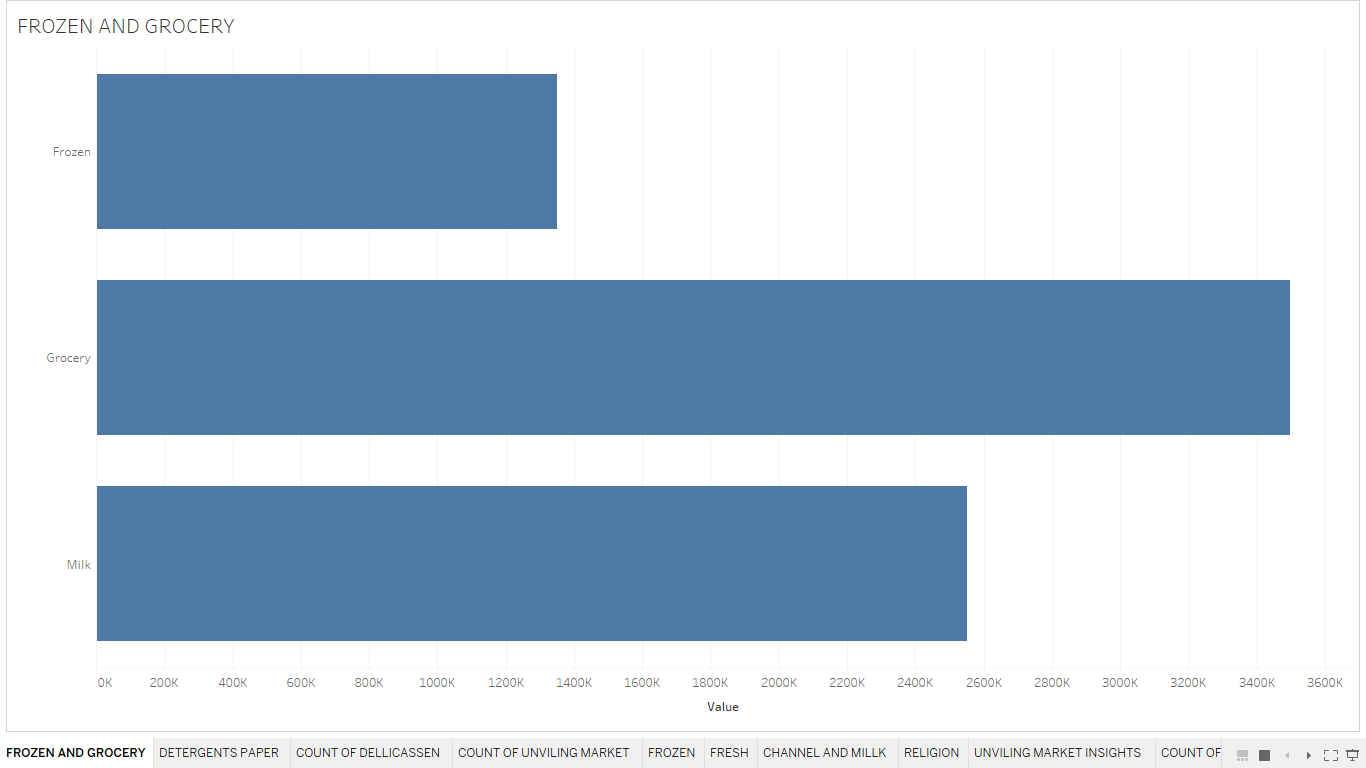 FROZEN AND GROCERY
Frozen
Grocery
Milk
0K 200K 400K 600K 800K 1000K 1200K 1400K 1600K 1800K 2000K 2200K 2400K 2600K 2800K 3000K 3200K 3400K 3600K
Value
FROZEN AND GROCERY DETERGENTS PAPER COUNT OF DELLICASSEN COUNT OF UNVILING MARKET FROZEN FRESH CHANNEL AND MILLK RELIGION UNVILING MARKET INSIGHTS COUNT OF